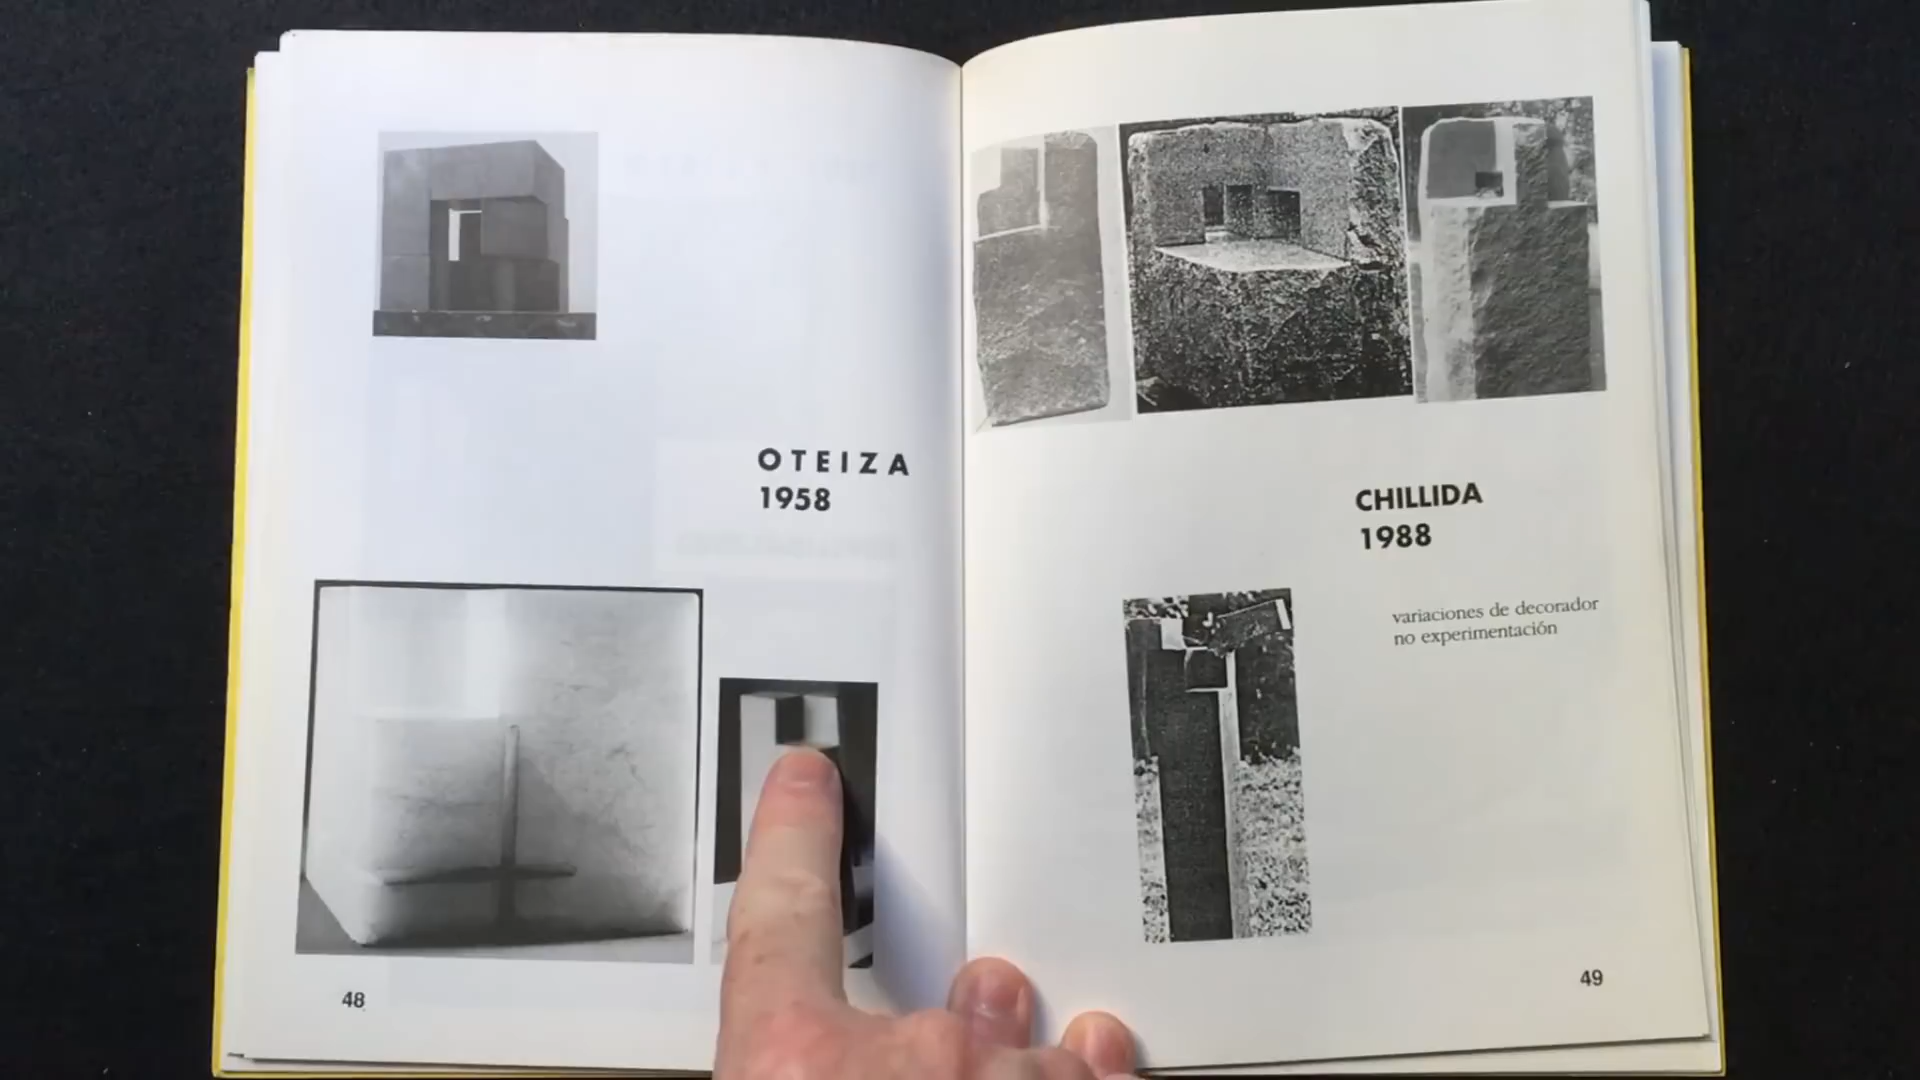 OTEIZA
1958
48
CHILLIDA
1988
variaciones de decorador
no experimentación
49